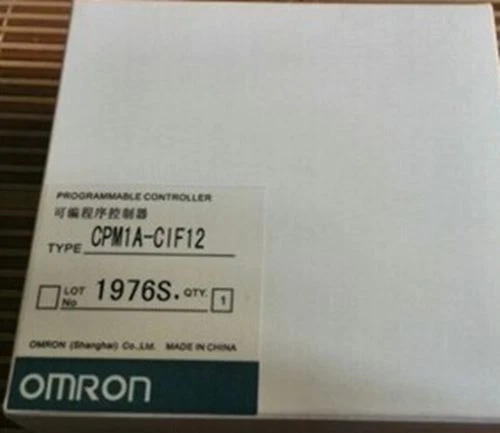 PROGRAMMABLE CONTROLLER
可编程序控制器
TYPE CPM1A-CIF12
LOT No 1976S. QTY. 1
OMRON (Shanghai) Co.,Ltd. MADE IN CHINA
OMRON